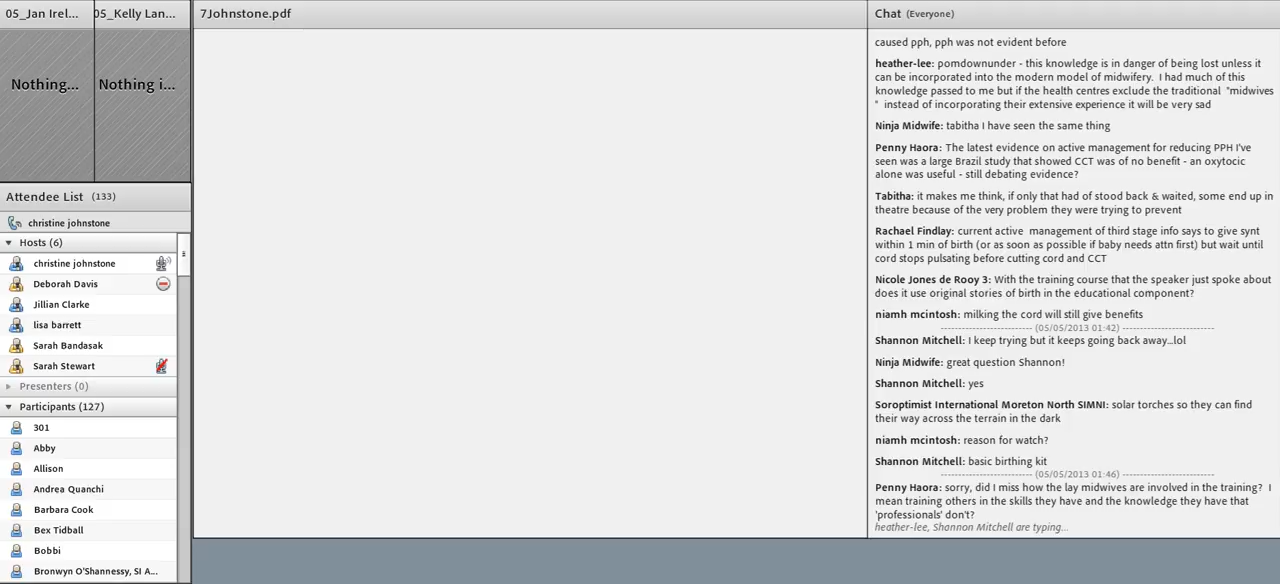 05_Jan Irel...
05_Kelly Lan...
Nothing...
Nothing i...
Attendee List (133)
christine johnstone
Hosts (6)
christine johnstone
Deborah Davis
Jillian Clarke
lisa barrett
Sarah Bandasak
Sarah Stewart
Presenters (0)
Participants (127)
301
Abby
Allison
Andrea Quanchi
Barbara Cook
Bex Tidball
Bobbi
Bronwyn O'Shannessy, SI A...
7Johnstone.pdf
Chat (Everyone)
caused pph, pph was not evident before
heather-lee: pomdownunder - this knowledge is in danger of being lost unless it
can be incorporated into the modern model of midwifery.  I had much of this
knowledge passed to me but if the health centres exclude the traditional  "midwives
"  instead of incorporating their extensive experience it will be very sad
Ninja Midwife: tabitha I have seen the same thing
Penny Haora: The latest evidence on active management for reducing PPH I've
seen was a large Brazil study that showed CCT was of no benefit - an oxytocic
alone was useful - still debating evidence?
Tabitha: it makes me think, if only that had of stood back & waited, some end up in
theatre because of the very problem they were trying to prevent
Rachael Findlay: current active  management of third stage info says to give synt
within 1 min of birth (or as soon as possible if baby needs attn first) but wait until
cord stops pulsating before cutting cord and CCT
Nicole Jones de Rooy 3: With the training course that the speaker just spoke about
does it use original stories of birth in the educational component?
niamh mcintosh: milking the cord will still give benefits
------------------------- (05/05/2013 01:42) -------------------------
Shannon Mitchell: I keep trying but it keeps going back away...lol
Ninja Midwife: great question Shannon!
Shannon Mitchell: yes
Soroptimist International Moreton North SIMNI: solar torches so they can find
their way across the terrain in the dark
niamh mcintosh: reason for watch?
Shannon Mitchell: basic birthing kit
------------------------- (05/05/2013 01:46) -------------------------
Penny Haora: sorry, did I miss how the lay midwives are involved in the training?  I
mean training others in the skills they have and the knowledge they have that
'professionals' don't?
heather-lee, Shannon Mitchell are typing...